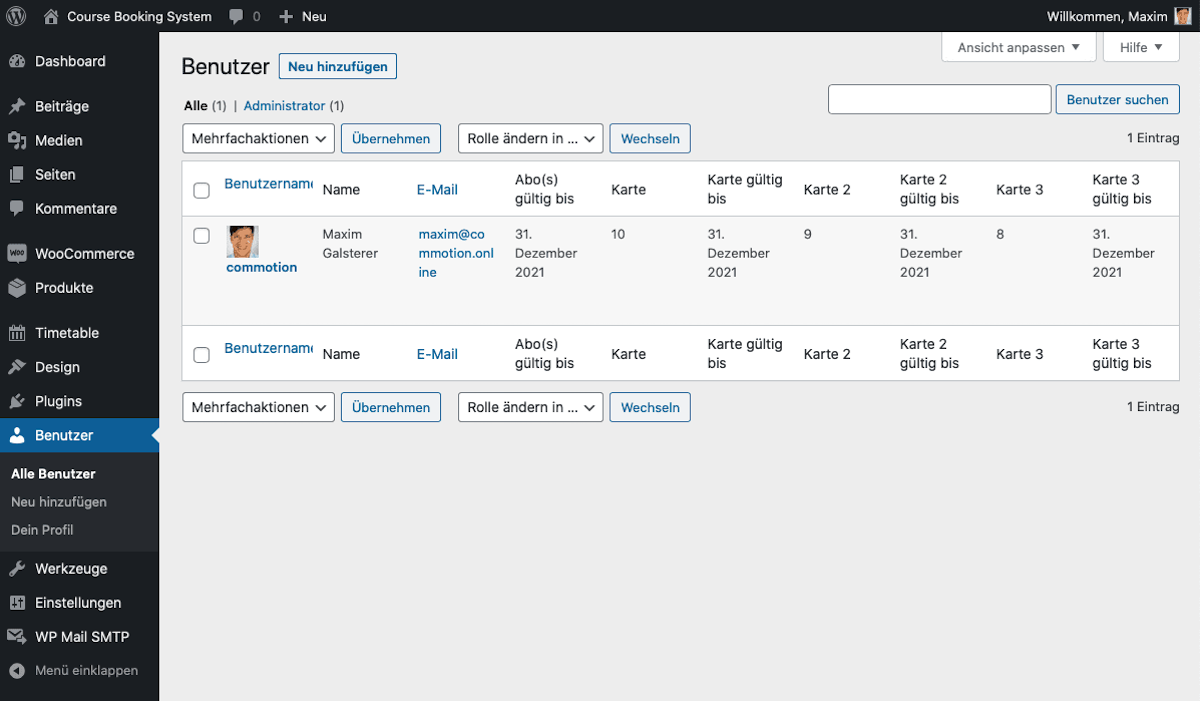 Course Booking System 0 Neu Willkommen, Maxim
Dashboard
Beiträge
Medien
Seiten
Kommentare
WOO WooCommerce
Produkte
Timetable
Design
Plugins
Benutzer
Alle Benutzer
Neu hinzufügen
Dein Profil
Werkzeuge
Einstellungen
WP Mail SMTP
Menü einklappen
Ansicht anpassen ▼ Hilfe ▼
Benutzer Neu hinzufügen
Alle (1) | Administrator (1)
Benutzer suchen
Mehrfachaktionen Übernehmen Rolle ändern in ... Wechseln 1 Eintrag
Benutzername Name E-Mail Abo(s) gültig bis Karte Karte gültig bis Karte 2 Karte 2 gültig bis Karte 3 Karte 3 gültig bis
commotion
Maxim
Galsterer
maxim@co
mmotion.onl
ine
31.
Dezember
2021
10
31.
Dezember
2021
9
31.
Dezember
2021
8
31.
Dezember
2021
Benutzername Name E-Mail Abo(s) gültig bis Karte Karte gültig bis Karte 2 Karte 2 gültig bis Karte 3 Karte 3 gültig bis
Mehrfachaktionen Übernehmen Rolle ändern in ... Wechseln 1 Eintrag